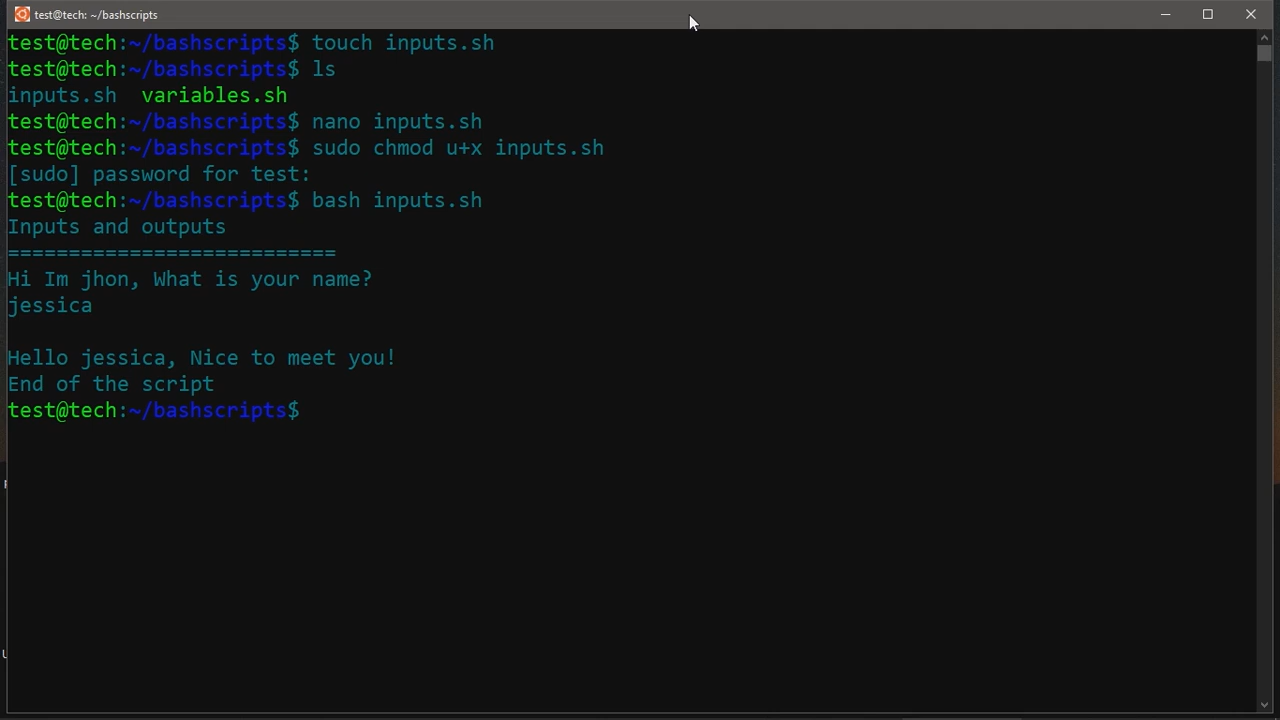 test@tech: ~/bashscripts
test@tech:~/bashscripts$ touch inputs.sh
test@tech:~/bashscripts$ ls
inputs.sh  variables.sh
test@tech:~/bashscripts$ nano inputs.sh
test@tech:~/bashscripts$ sudo chmod u+x inputs.sh
[sudo] password for test:
test@tech:~/bashscripts$ bash inputs.sh
Inputs and outputs
===========================
Hi Im jhon, What is your name?
jessica
Hello jessica, Nice to meet you!
End of the script
test@tech:~/bashscripts$